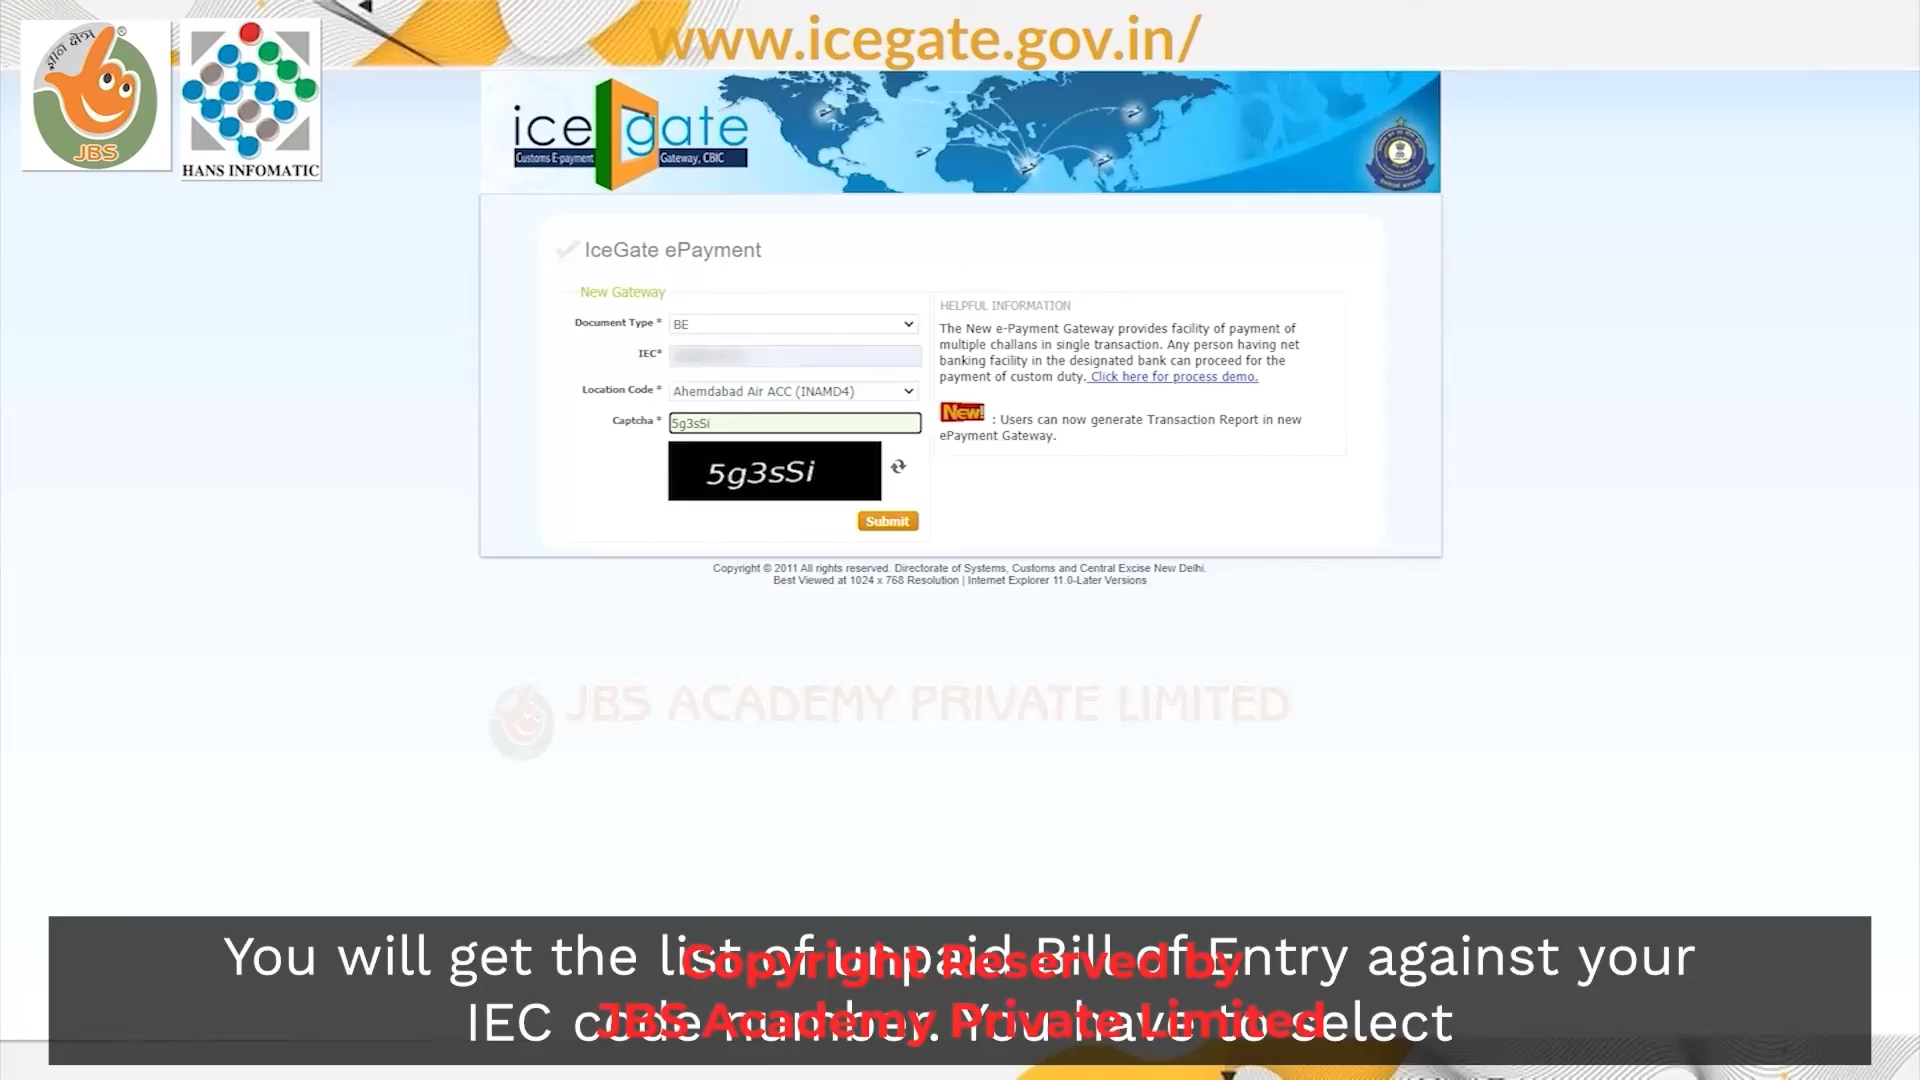 www.icegate.gov.in/
ज्ञान क्षेत्र
®
JBS
HANS INFOMATIC
ice gate
Customs E-payment Gateway, CBIC
IceGate ePayment
New Gateway
Document Type * BE
IEC*
Location Code * Ahemdabad Air ACC (INAMD4)
Captcha * 5g3sSi
5g3sSi
Submit
HELPFUL INFORMATION
The New e-Payment Gateway provides facility of payment of
multiple challans in single transaction. Any person having net
banking facility in the designated bank can proceed for the
payment of custom duty. Click here for process demo.
New! : Users can now generate Transaction Report in new
ePayment Gateway.
Copyright © 2011 All rights reserved. Directorate of Systems, Customs and Central Excise New Delhi.
Best Viewed at 1024 x 768 Resolution | Internet Explorer 11.0-Later Versions
JBS ACADEMY PRIVATE LIMITED
You will get the list of unpaid Bill of Entry against your
IEC code number. You have to select
Copyright Reserved by
JBS Academy Private Limited